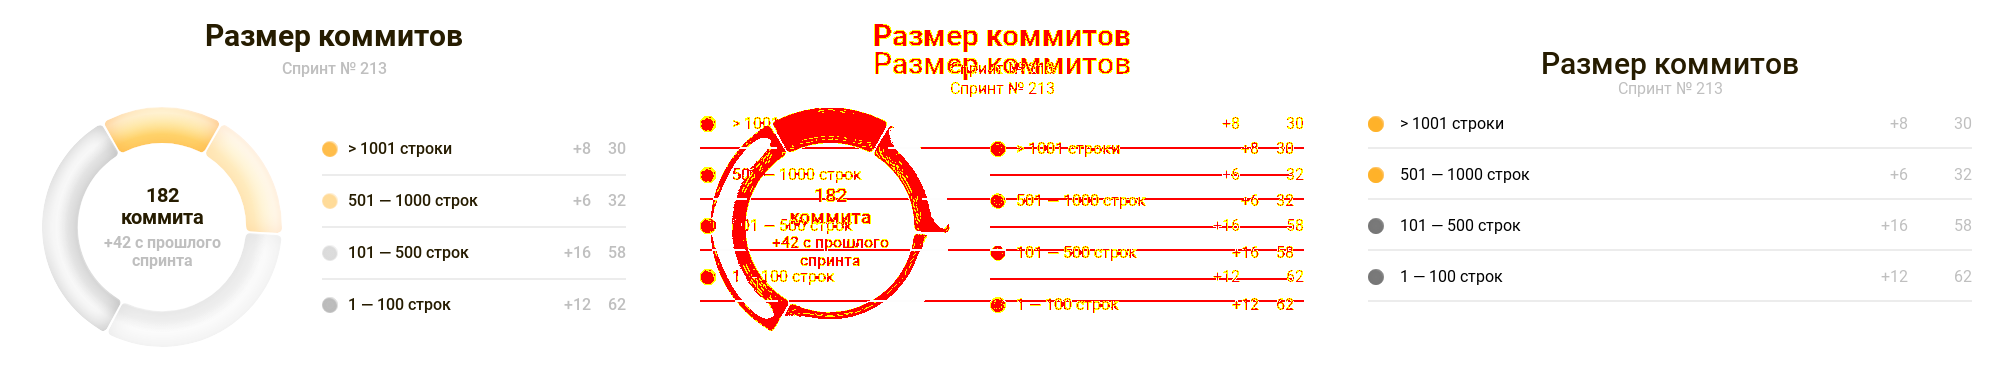 Размер коммитов
Спринт № 213
182
коммита
+42 с прошлого
спринта
> 1001 строки +8 30
501 — 1000 строк +6 32
101 — 500 строк +16 58
1 — 100 строк +12 62
Размер коммитов
Размер коммитов
Спринт № 213
> 100 +8 30
> 1001 строки +8 30
501 — 1000 строк +6 32
182
501 — 1000 строк +6 32
коммита
101 — 500 строк +16 58
+42 с прошлого
101 — 500 строк +16 58
спринта
1 — 100 строк +12 62
1 — 100 строк +12 62
Размер коммитов
Спринт № 213
> 1001 строки +8 30
501 — 1000 строк +6 32
101 — 500 строк +16 58
1 — 100 строк +12 62